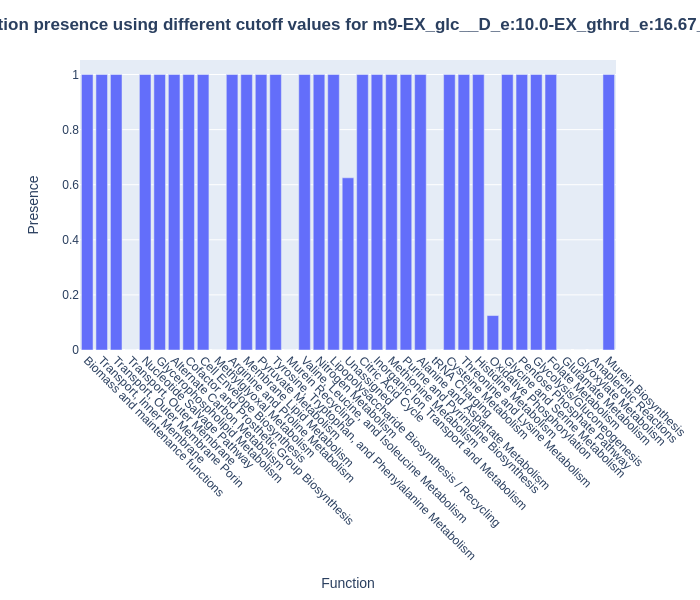 tion presence using different cutoff values for m9-EX_glc__D_e:10.0-EX_gthrd_e:16.67_
Presence
1
0.8
0.6
0.4
0.2
0
Biomass and maintenance functions
Transport, Inner Membrane
Transport, Outer Membrane
Transport, Outer Membrane Porin
Nucleotide Salvage Pathway
Glycerophospholipid Metabolism
Alternate Carbon Metabolism
Cofactor and Prosthetic Group Biosynthesis
Cell Envelope Biosynthesis
Methylglyoxal Metabolism
Arginine and Proline Metabolism
Membrane Lipid Metabolism
Pyruvate Metabolism
Tyrosine, Tryptophan, and Phenylalanine Metabolism
Murein Recycling
Valine, Leucine, and Isoleucine Metabolism
Nitrogen Metabolism
Lipopolysaccharide Biosynthesis / Recycling
Unassigned
Citric Acid Cycle
Inorganic Ion Transport and Metabolism
Methionine Metabolism
Purine and Pyrimidine Biosynthesis
Alanine and Aspartate Metabolism
tRNA Charging
Cysteine Metabolism
Threonine and Lysine Metabolism
Histidine Metabolism
Oxidative Phosphorylation
Glycine and Serine Metabolism
Pentose Phosphate Pathway
Glycolysis/Gluconeogenesis
Folate Metabolism
Glutamate Metabolism
Glyoxylate Metabolism
Anaplerotic Reactions
Murein Biosynthesis
Function